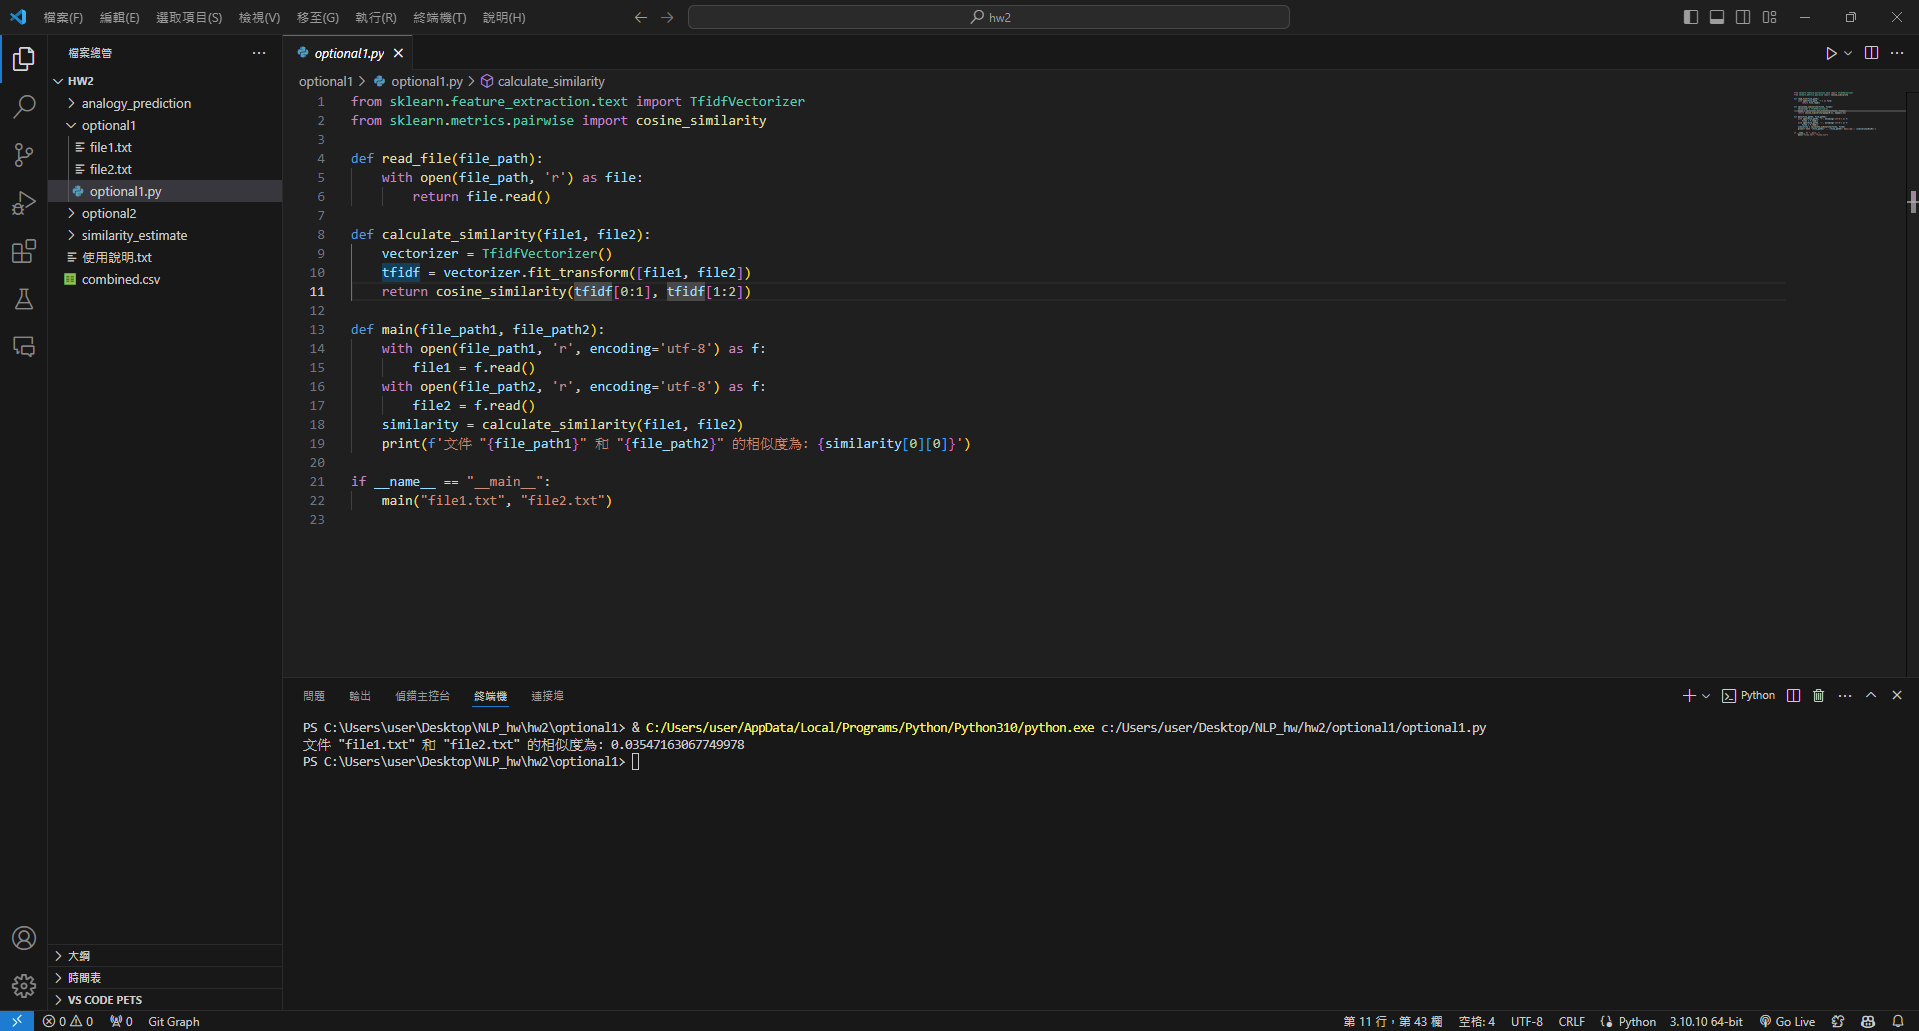 檔案(F) 編輯(E) 選取項目(S) 檢視(V) 移至(G) 執行(R) 終端機(T) 說明(H)
hw2
檔案總管
HW2
analogy_prediction
optional1
file1.txt
file2.txt
optional1.py
optional2
similarity_estimate
使用說明.txt
combined.csv
大綱
時間表
VS CODE PETS
optional1.py
optional1 > optional1.py > calculate_similarity
1 from sklearn.feature_extraction.text import TfidfVectorizer
2 from sklearn.metrics.pairwise import cosine_similarity
3
4 def read_file(file_path):
5     with open(file_path, 'r') as file:
6         return file.read()
7
8 def calculate_similarity(file1, file2):
9     vectorizer = TfidfVectorizer()
10     tfidf = vectorizer.fit_transform([file1, file2])
11     return cosine_similarity(tfidf[0:1], tfidf[1:2])
12
13 def main(file_path1, file_path2):
14     with open(file_path1, 'r', encoding='utf-8') as f:
15         file1 = f.read()
16     with open(file_path2, 'r', encoding='utf-8') as f:
17         file2 = f.read()
18     similarity = calculate_similarity(file1, file2)
19     print(f'文件 "{file_path1}" 和 "{file_path2}" 的相似度為: {similarity[0][0]}')
20
21 if __name__ == "__main__":
22     main("file1.txt", "file2.txt")
23
問題 輸出 偵錯主控台 終端機 連接埠
Python
PS C:\Users\user\Desktop\NLP_hw\hw2\optional1> & C:/Users/user/AppData/Local/Programs/Python/Python310/python.exe c:/Users/user/Desktop/NLP_hw/hw2/optional1/optional1.py
文件 "file1.txt" 和 "file2.txt" 的相似度為: 0.03547163067749978
PS C:\Users\user\Desktop\NLP_hw\hw2\optional1>
0 0 0 Git Graph
第 11 行，第 43 欄 空格: 4 UTF-8 CRLF Python 3.10.10 64-bit Go Live